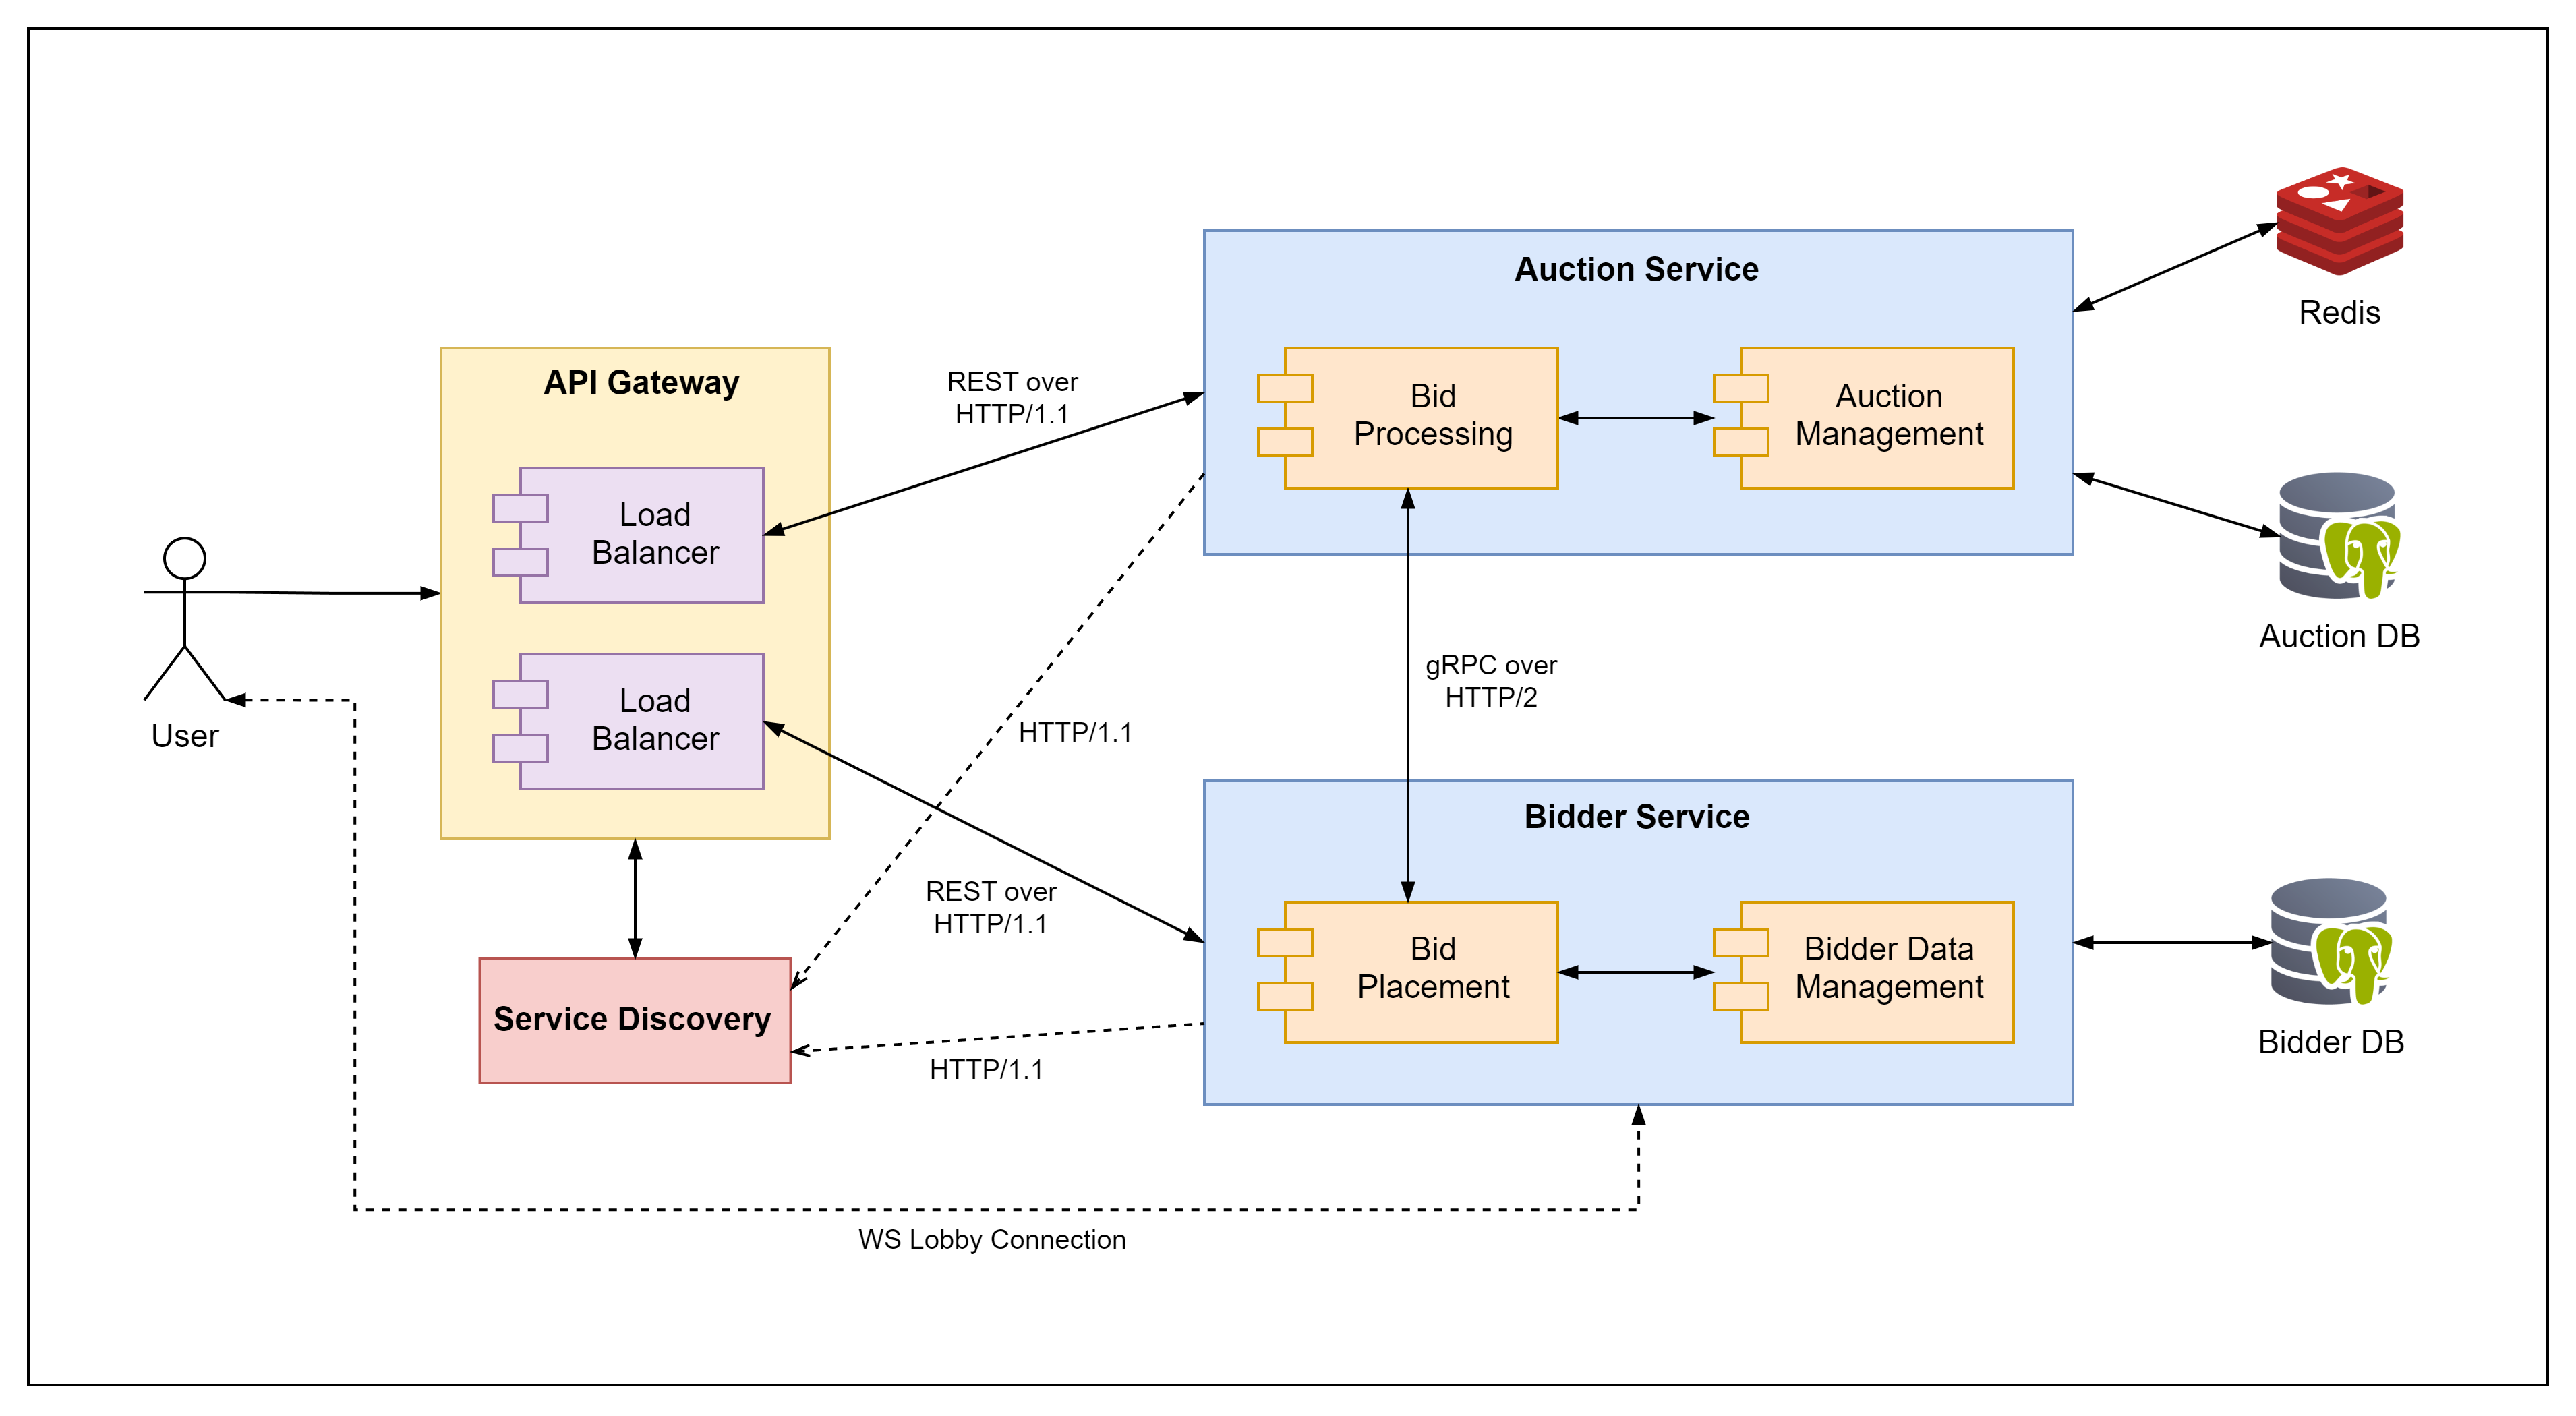 Auction Service
Redis
API Gateway
REST over
HTTP/1.1
Bid
Processing
Auction
Management
Load
Balancer
Auction DB
gRPC over
HTTP/2
Load
Balancer
HTTP/1.1
User
Bidder Service
REST over
HTTP/1.1
Bid
Placement
Bidder Data
Management
Service Discovery
HTTP/1.1
Bidder DB
WS Lobby Connection